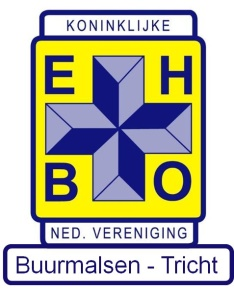 KONINKLIJKE
E H
B O
NED. VERENIGING
Buurmalsen - Tricht